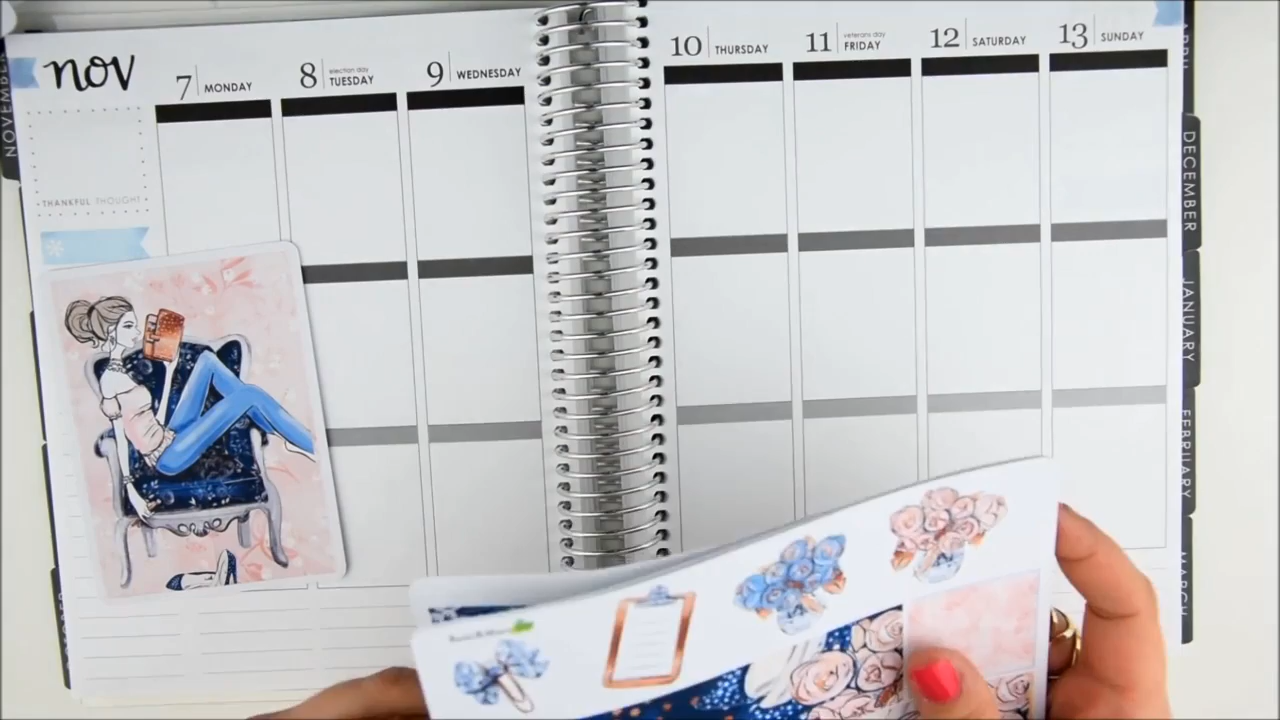 nov
7 MONDAY
8 election day TUESDAY
9 WEDNESDAY
10 THURSDAY
11 veterans day FRIDAY
12 SATURDAY
13 SUNDAY
THANKFUL THOUGHT
NOVEMBER
APRIL
DECEMBER
JANUARY
FEBRUARY
MARCH